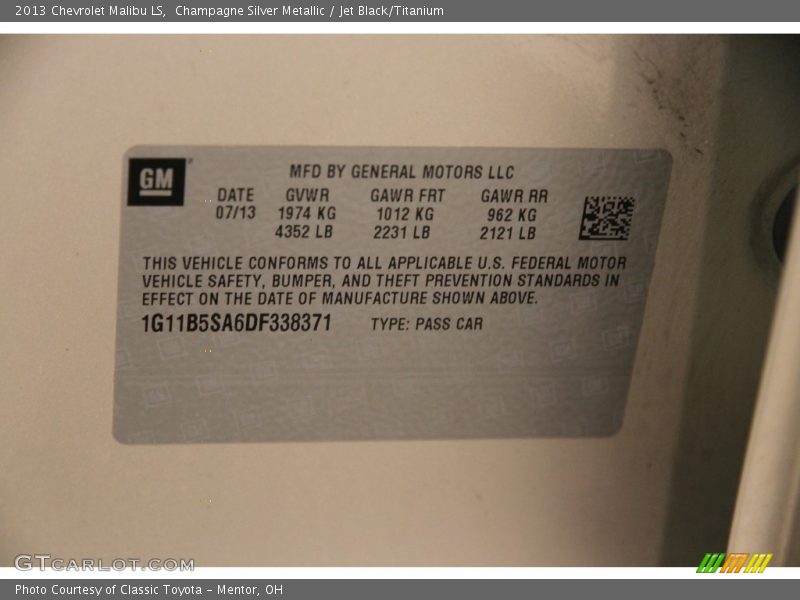 2013 Chevrolet Malibu LS, Champagne Silver Metallic / Jet Black/Titanium
GM
MFD BY GENERAL MOTORS LLC
DATE GVWR GAWR FRT GAWR RR
07/13 1974 KG 1012 KG 962 KG
4352 LB 2231 LB 2121 LB
THIS VEHICLE CONFORMS TO ALL APPLICABLE U.S. FEDERAL MOTOR
VEHICLE SAFETY, BUMPER, AND THEFT PREVENTION STANDARDS IN
EFFECT ON THE DATE OF MANUFACTURE SHOWN ABOVE.
1G11B5SA6DF338371 TYPE: PASS CAR
GTCARLOT.COM
Photo Courtesy of Classic Toyota - Mentor, OH